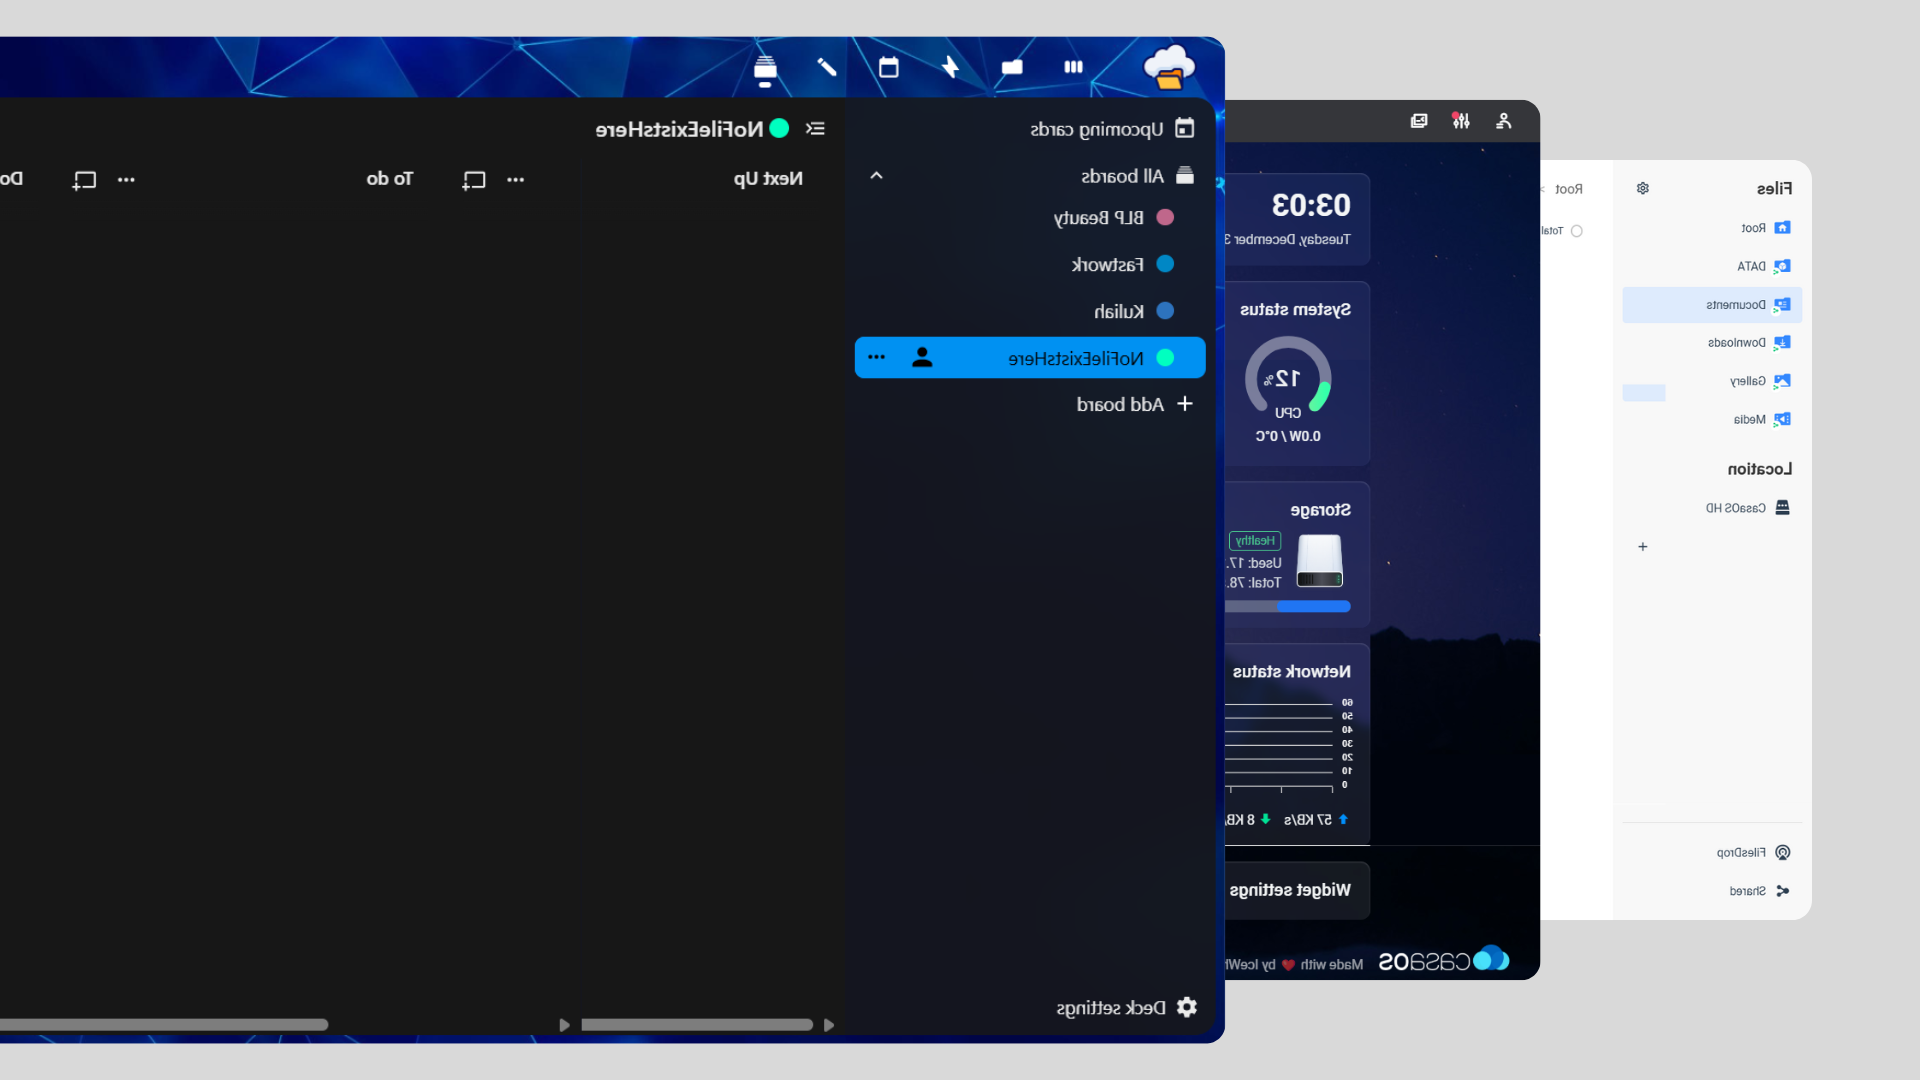 Upcoming cards
All boards
BLP Beauty
Fastwork
Kuliah
NoFileExistsHere
Add board
Deck settings
NoFileExistsHere
Next Up
To do
Do
03:03
Tuesday, December 3
System status
12%
CPU
0.0W / 0°C
Storage
Healthy
Used: 17.
Total: 78.
Network status
60
50
40
30
20
10
0
57 KB/s 8 KB/
Widget settings
casaOS Made with ❤ by IceWh
Files
Root
DATA
Documents
Downloads
Gallery
Media
Location
CasaOS HD
+
FilesDrop
Shared
Root >
Total